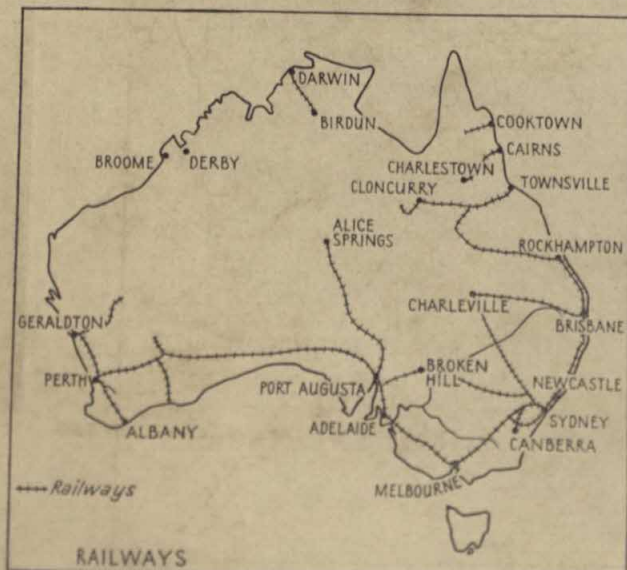 DARWIN
BIRDUN
COOKTOWN
CAIRNS
BROOME
DERBY
CHARLESTOWN
CLONCURRY
TOWNSVILLE
ALICE
SPRINGS
ROCKHAMPTON
GERALDTON
CHARLEVILLE
BRISBANE
PERTH
PORT AUGUSTA
BROKEN
HILL
NEWCASTLE
SYDNEY
ADELAIDE
ALBANY
CANBERRA
MELBOURNE
Railways
RAILWAYS